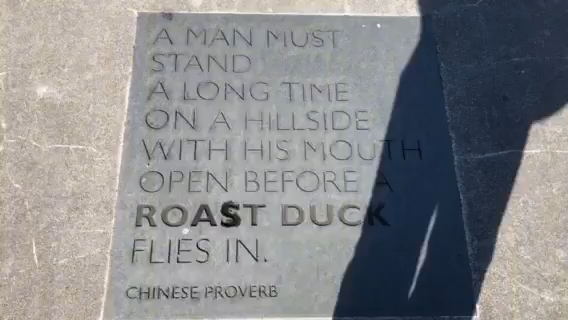 A MAN MUST
STAND
A LONG TIME
ON A HILLSIDE
WITH HIS MOUTH
OPEN BEFORE A
ROAST DUCK
FLIES IN.
CHINESE PROVERB